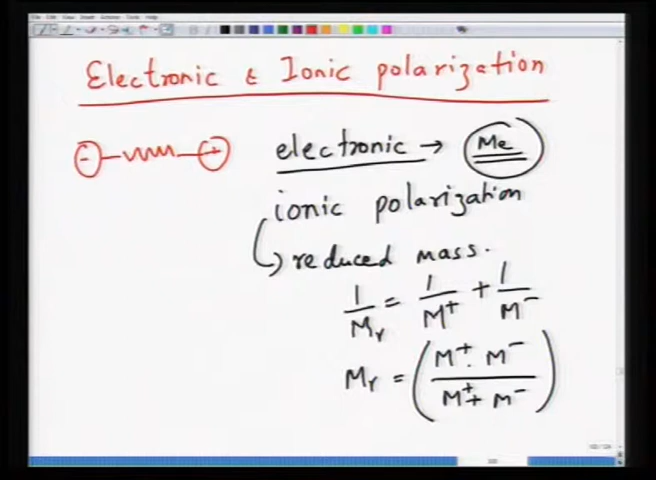 Electronic & Ionic polarization
- +
electronic → Me
ionic polarization
↳ reduced mass.
1/Mr = 1/M⁺ + 1/M⁻
Mr = (M⁺ · M⁻ / M⁺ + M⁻)